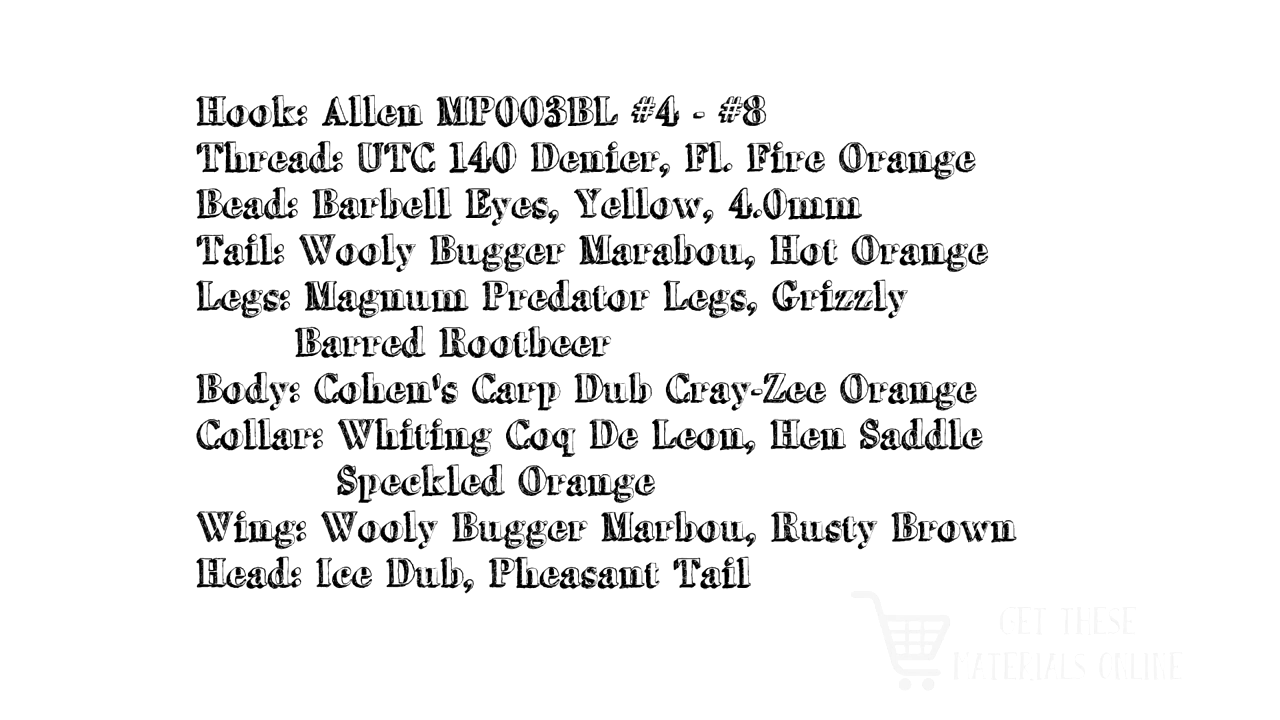 Hook: Allen MP003BL #4 - #8
Thread: UTC 140 Denier, Fl. Fire Orange
Bead: Barbell Eyes, Yellow, 4.0mm
Tail: Wooly Bugger Marabou, Hot Orange
Legs: Magnum Predator Legs, Grizzly
Barred Rootbeer
Body: Cohen's Carp Dub Cray-Zee Orange
Collar: Whiting Coq De Leon, Hen Saddle
Speckled Orange
Wing: Wooly Bugger Marbou, Rusty Brown
Head: Ice Dub, Pheasant Tail
GET THESE
MATERIALS ONLINE